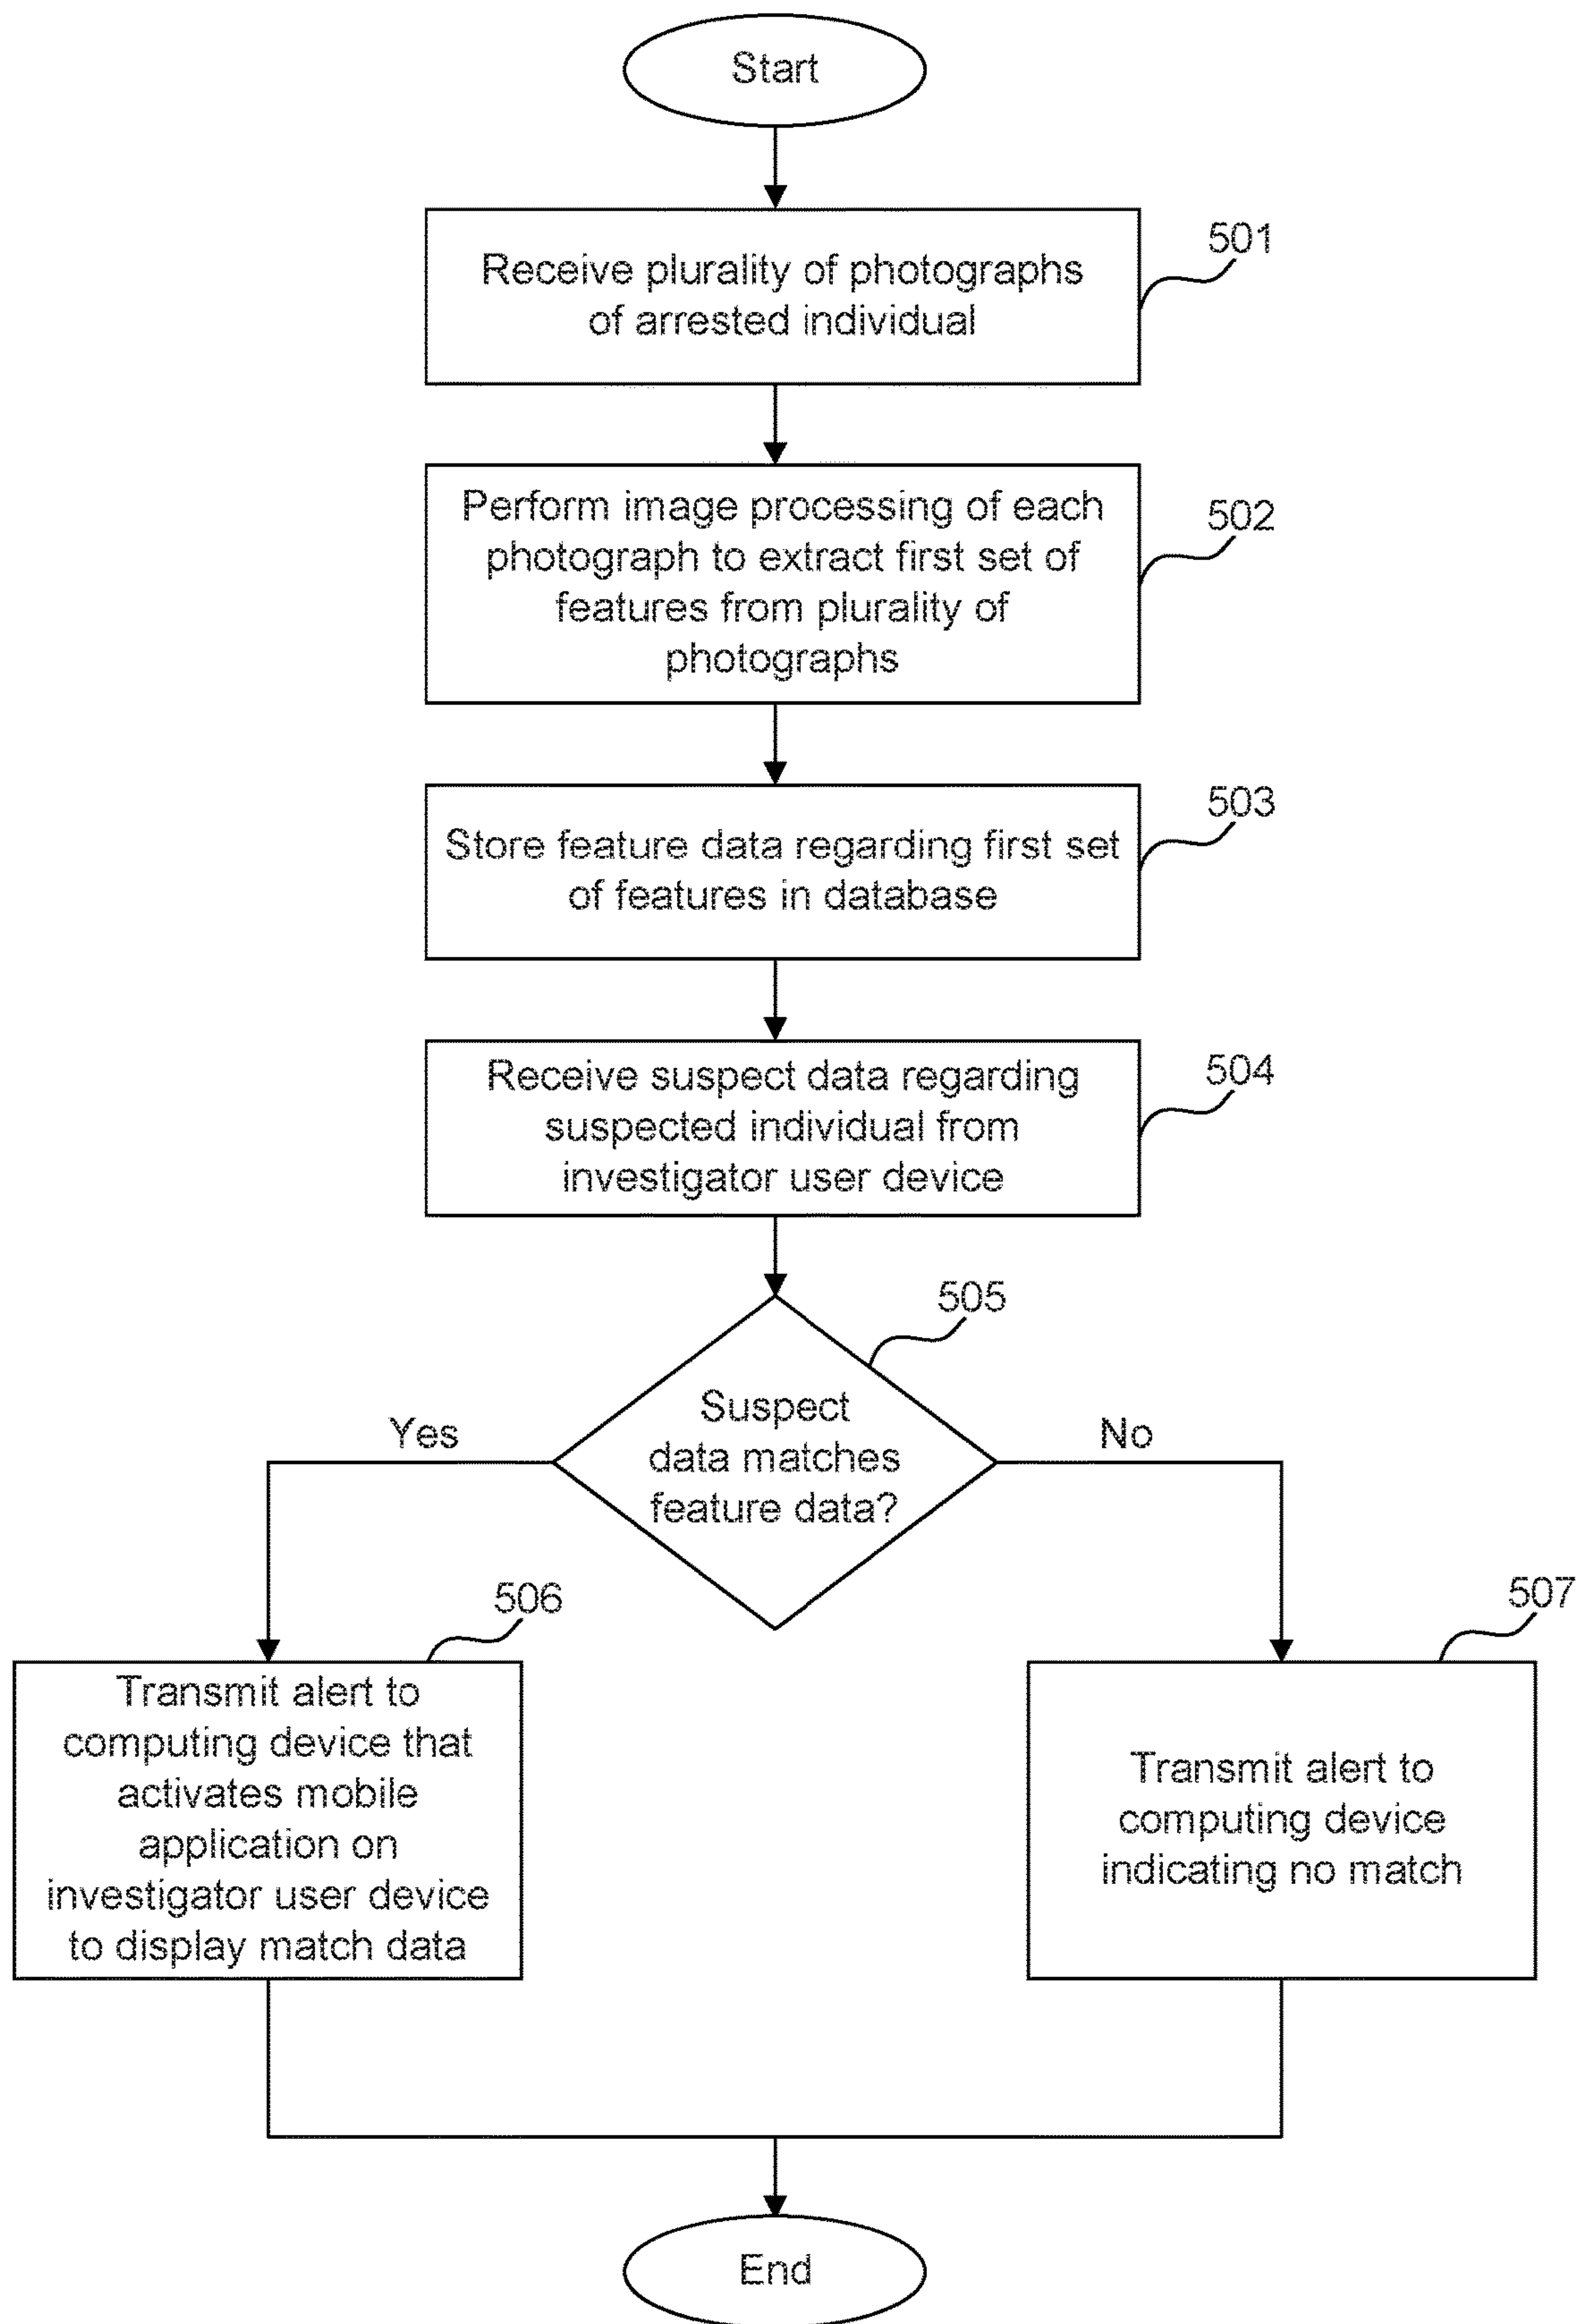 Start
Receive plurality of photographs
of arrested individual
501
Perform image processing of each
photograph to extract first set of
features from plurality of
photographs
502
Store feature data regarding first set
of features in database
503
Receive suspect data regarding
suspected individual from
investigator user device
504
505
Suspect
data matches
feature data?
Yes
No
506
Transmit alert to
computing device that
activates mobile
application on
investigator user device
to display match data
507
Transmit alert to
computing device
indicating no match
End